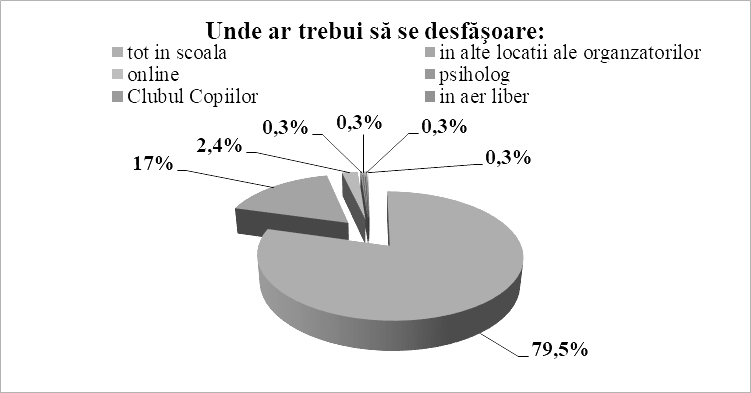 Unde ar trebui să se desfășoare:
tot in scoala
in alte locatii ale organzatorilor
online
psiholog
Clubul Copiilor
in aer liber
0,3%
0,3%
0,3%
2,4%
0,3%
17%
79,5%